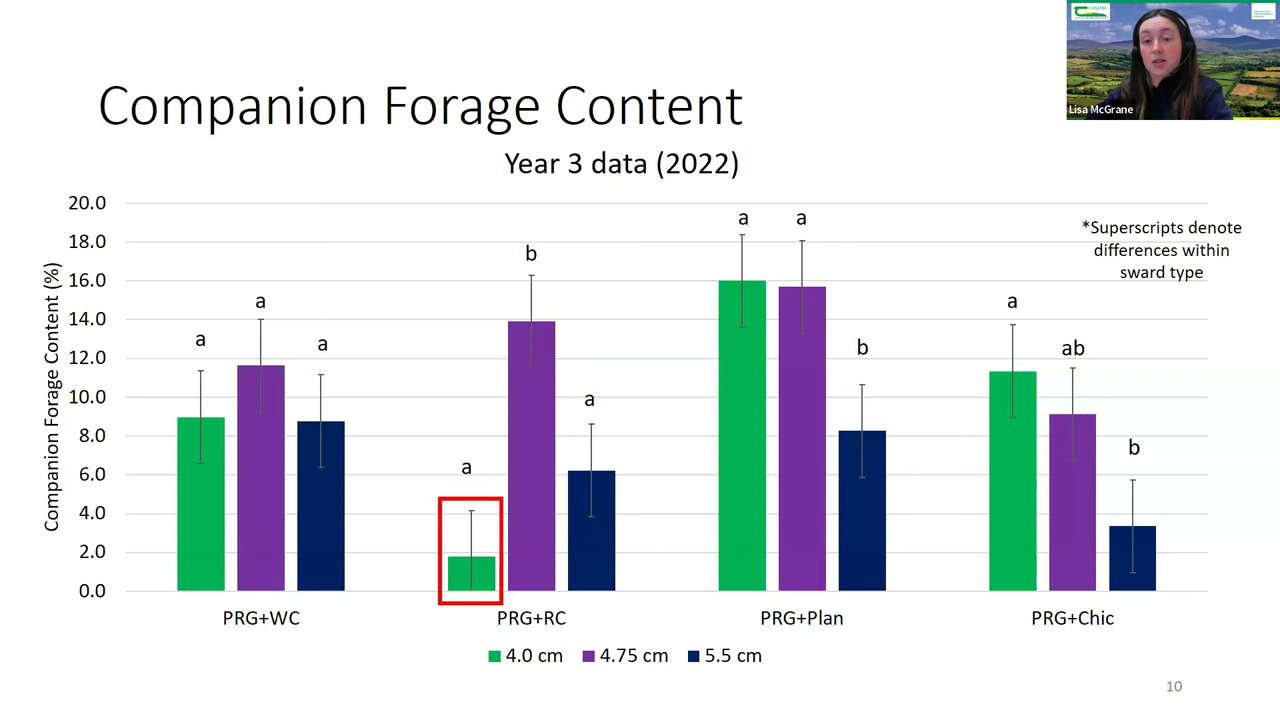 Lisa McGrane
Companion Forage Content
Year 3 data (2022)
*Superscripts denote
differences within
sward type
Companion Forage Content (%)
20.0
18.0
16.0
14.0
12.0
10.0
8.0
6.0
4.0
2.0
0.0
a
a
a
a
b
a
a
a
b
a
ab
b
PRG+WC
PRG+RC
PRG+Plan
PRG+Chic
4.0 cm
4.75 cm
5.5 cm
10